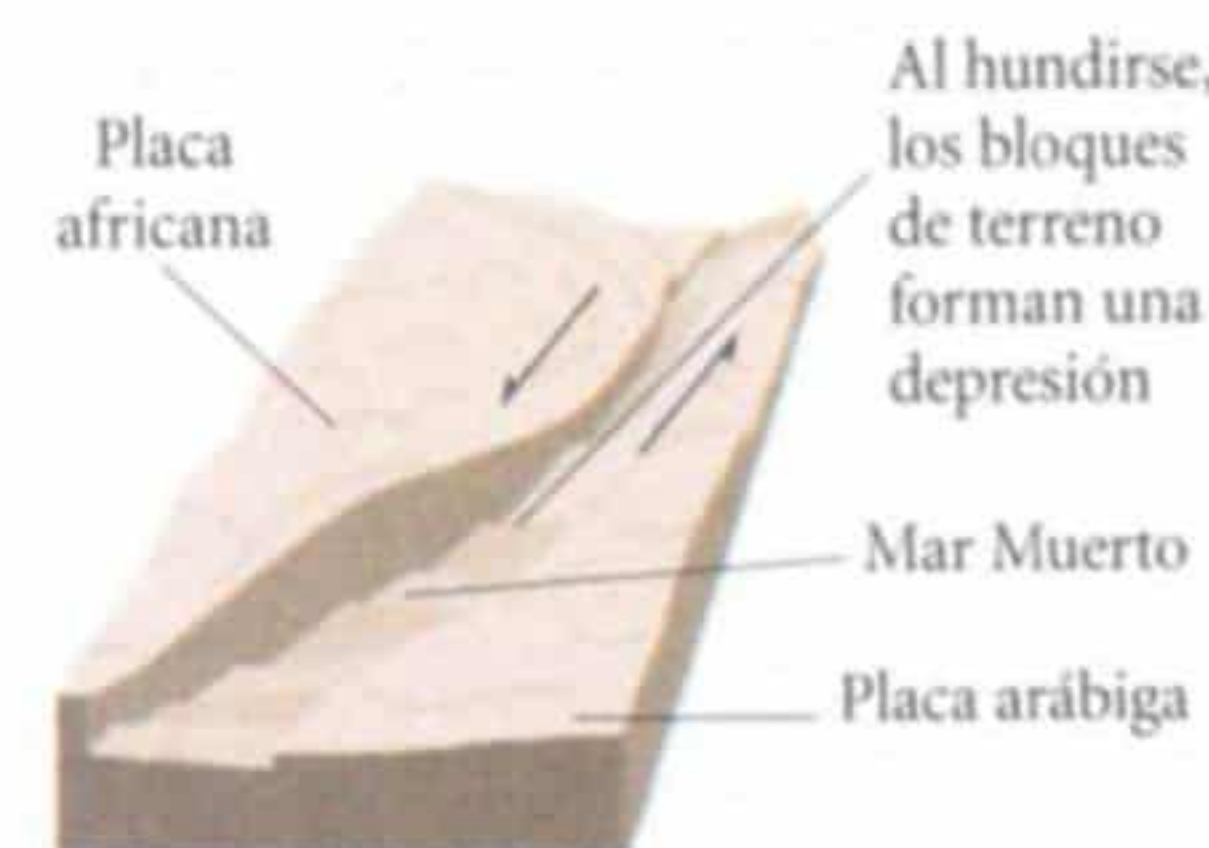 Placa
africana
Al hundirse,
los bloques
de terreno
forman una
depresión
Mar Muerto
Placa arábiga